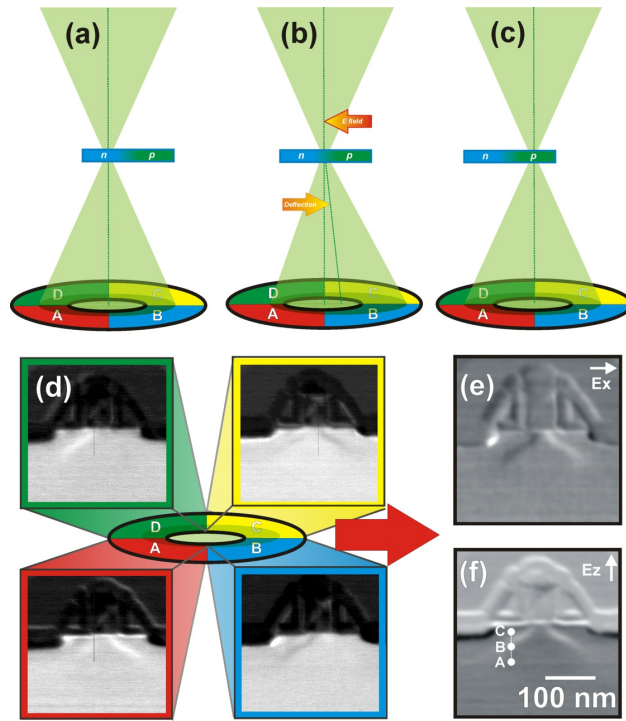 (a) (b) (c)
E field
n p n p n p
Deflection
D C D C D C
A B A B A B
(d) (e)
Ex
D C
A B
(f) Ez
C
B
A
100 nm